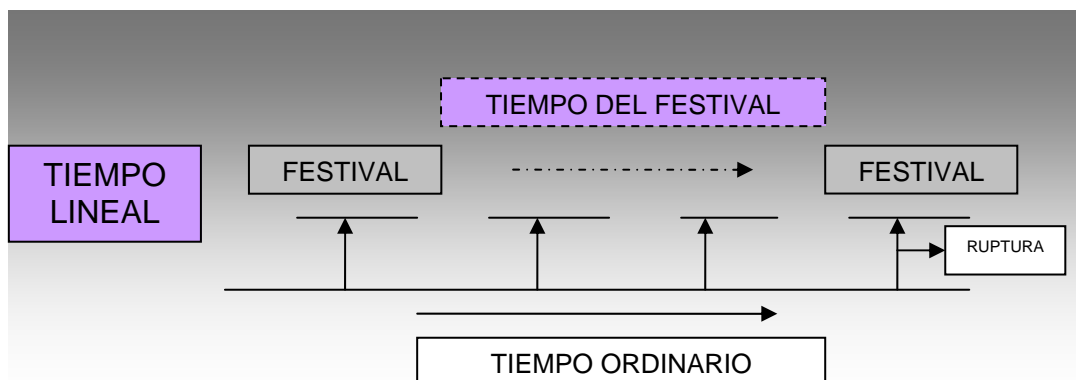 TIEMPO DEL FESTIVAL
TIEMPO
LINEAL
FESTIVAL
FESTIVAL
RUPTURA
TIEMPO ORDINARIO